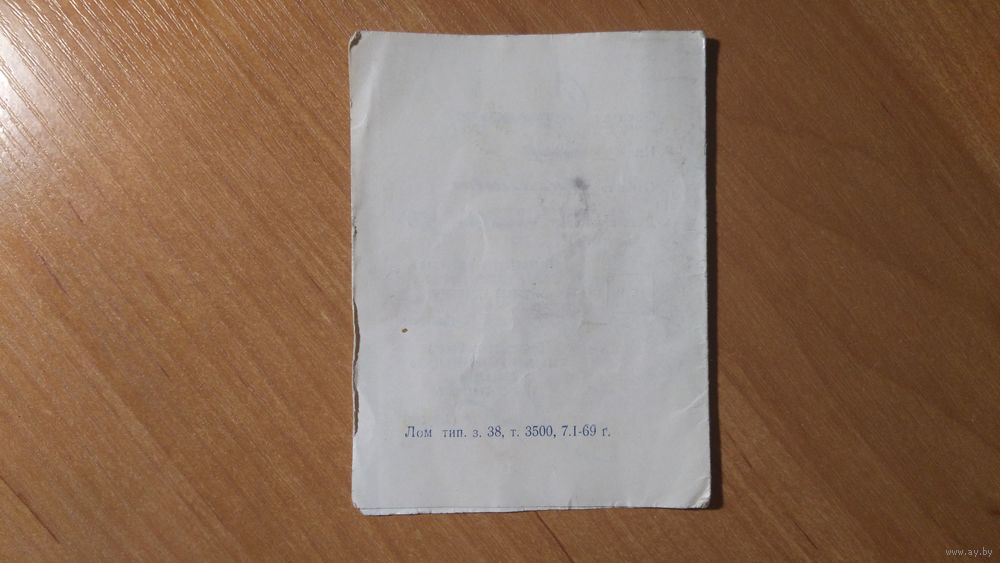 Лом тип. з. 38, т. 3500, 7.I-69 г.
www.ay.by